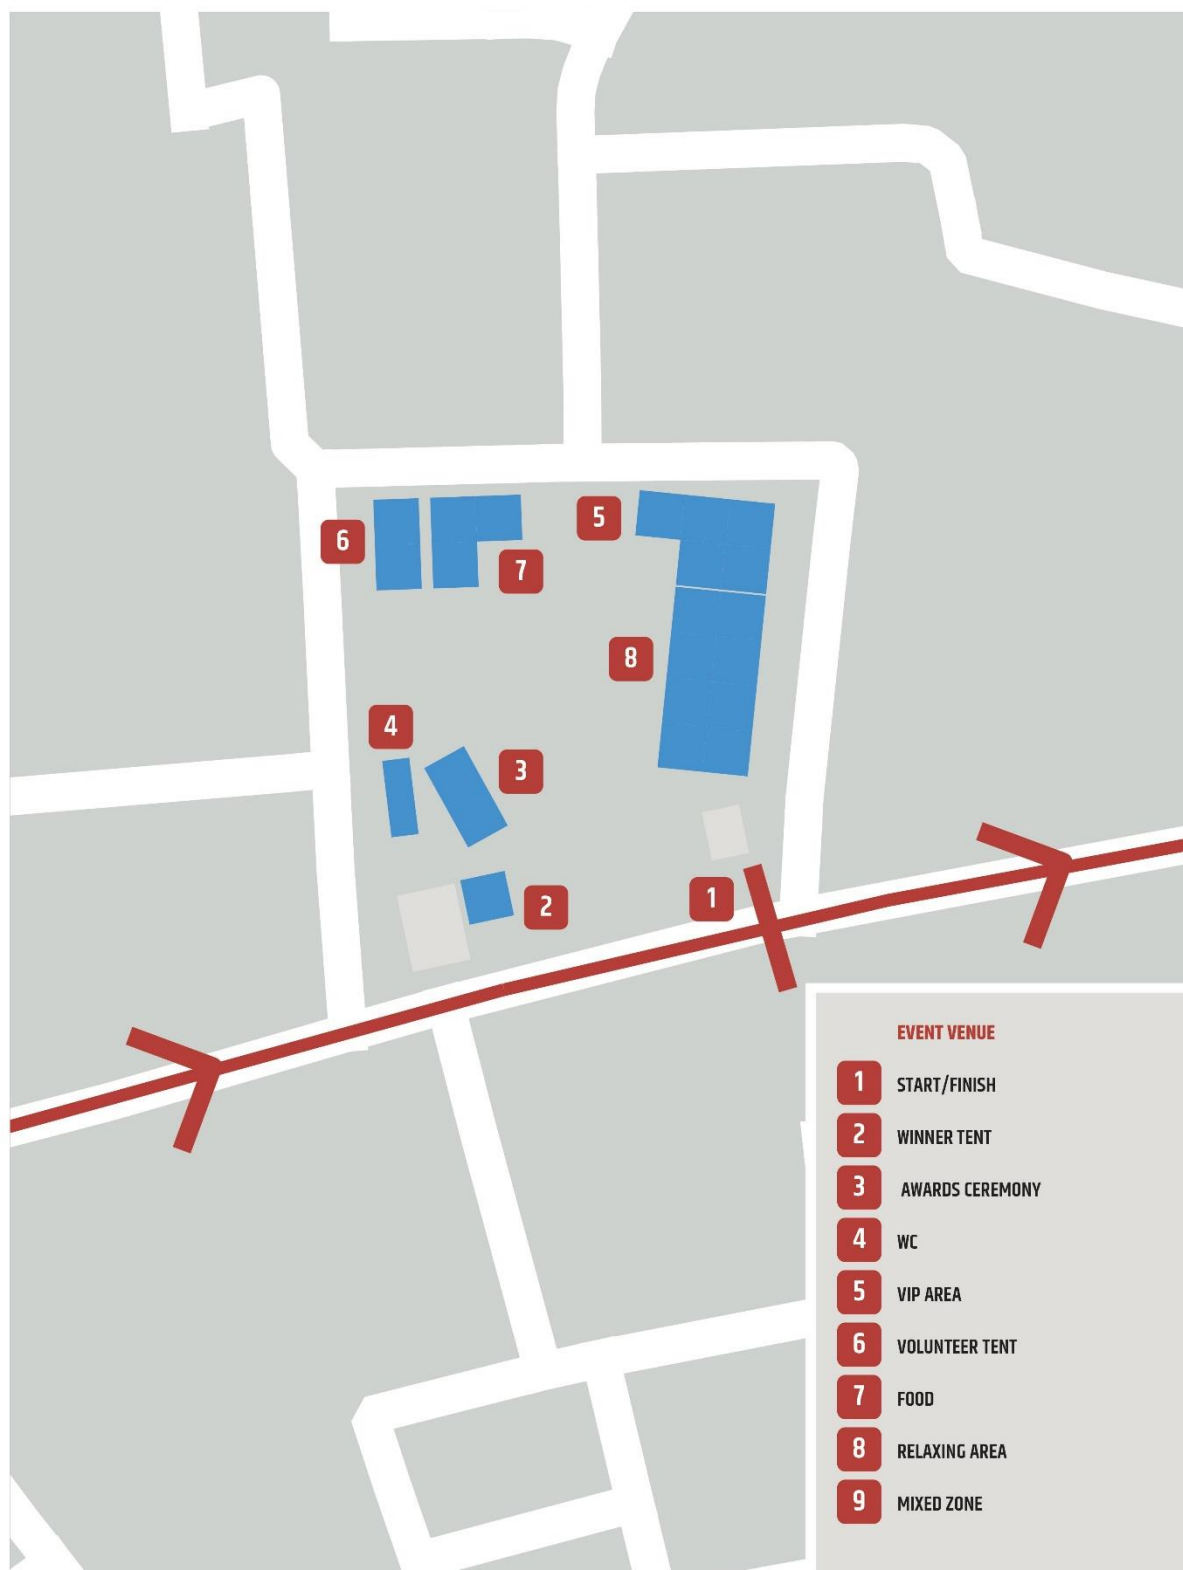 6
5
7
8
4
3
1
2
EVENT VENUE
1 START/FINISH
2 WINNER TENT
3 AWARDS CEREMONY
4 WC
5 VIP AREA
6 VOLUNTEER TENT
7 FOOD
8 RELAXING AREA
9 MIXED ZONE